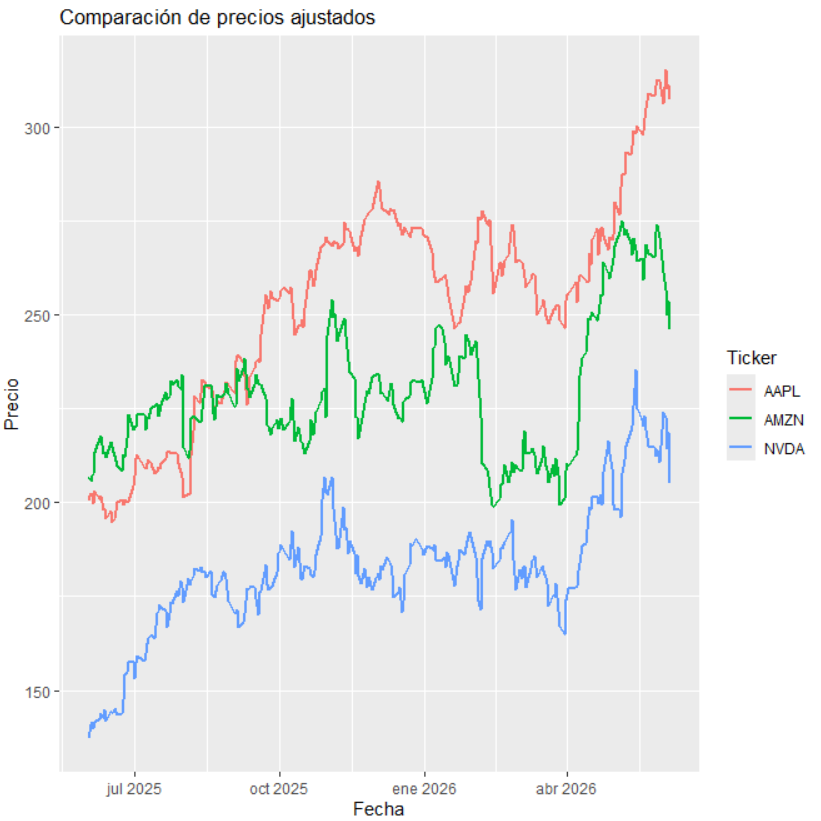 Comparación de precios ajustados
Precio
300
250
200
150
jul 2025
oct 2025
ene 2026
abr 2026
Fecha
Ticker
AAPL
AMZN
NVDA